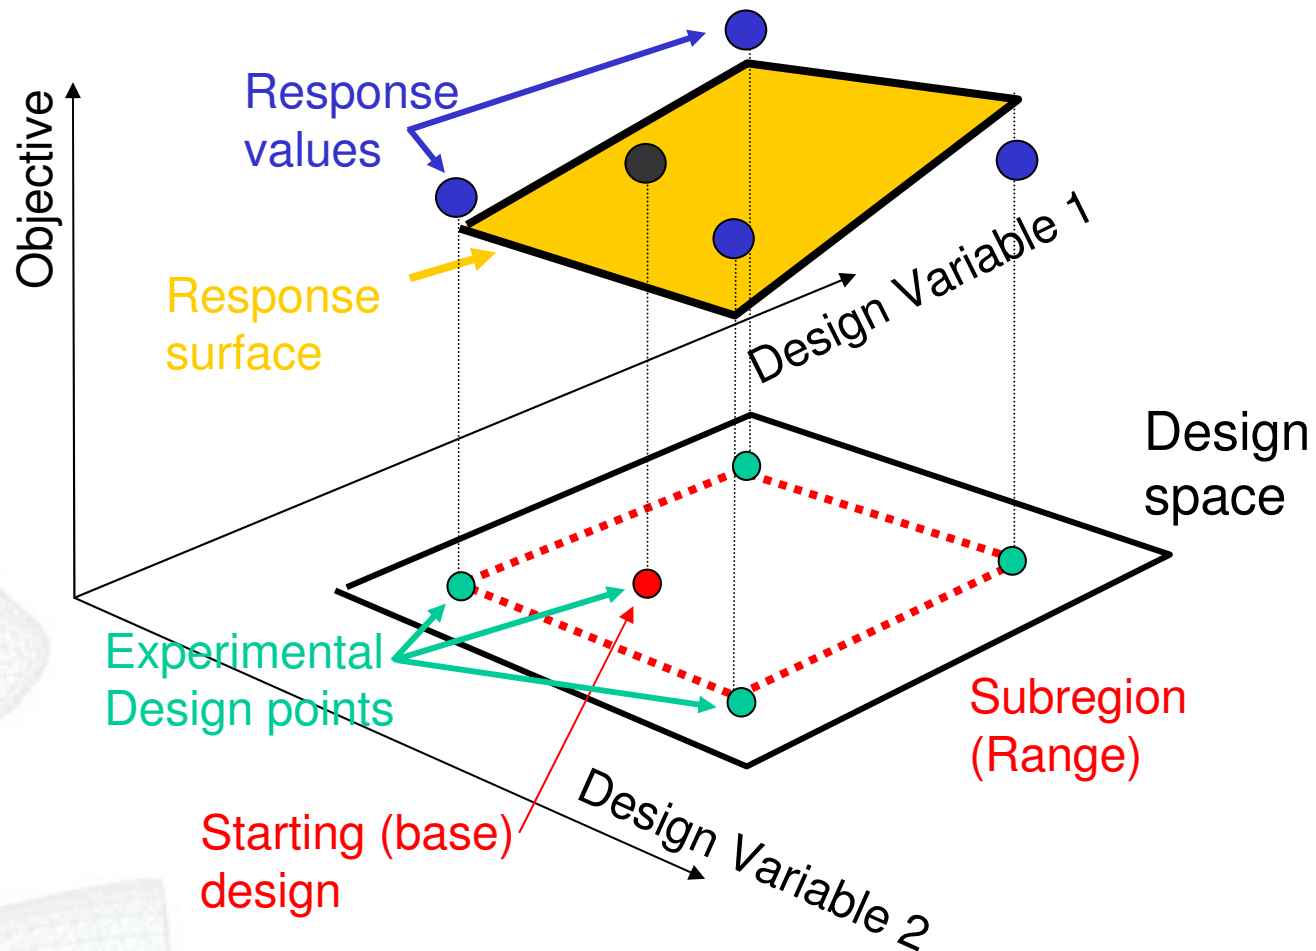 Objective
Response
values
Response
surface
Design Variable 1
Design
space
Experimental
Design points
Subregion
(Range)
Starting (base)
design
Design Variable 2